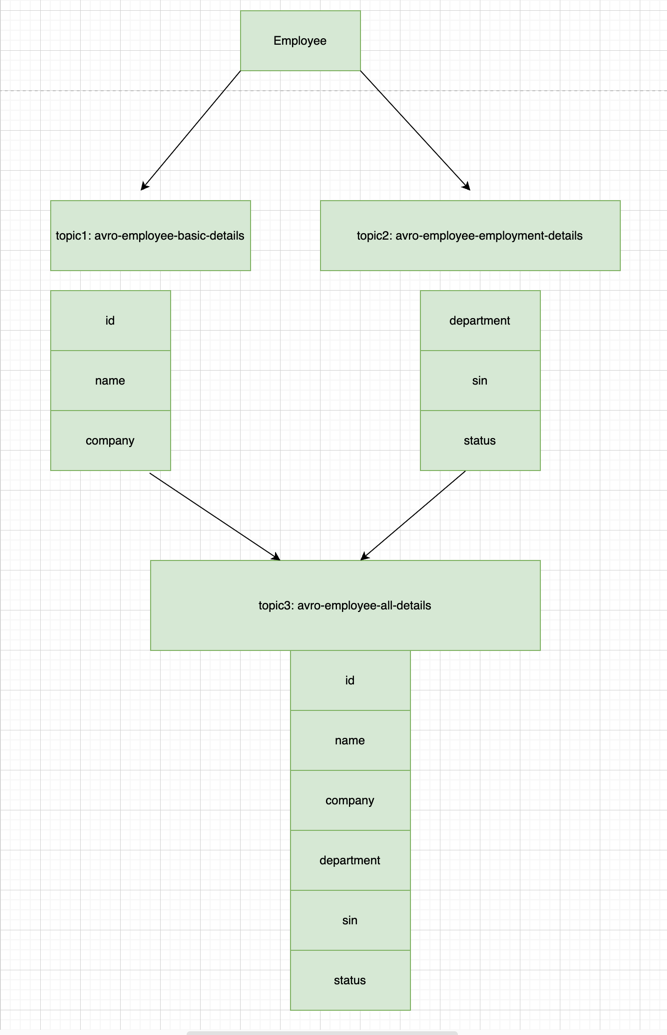 Employee
topic1: avro-employee-basic-details
topic2: avro-employee-employment-details
id
name
company
department
sin
status
topic3: avro-employee-all-details
id
name
company
department
sin
status